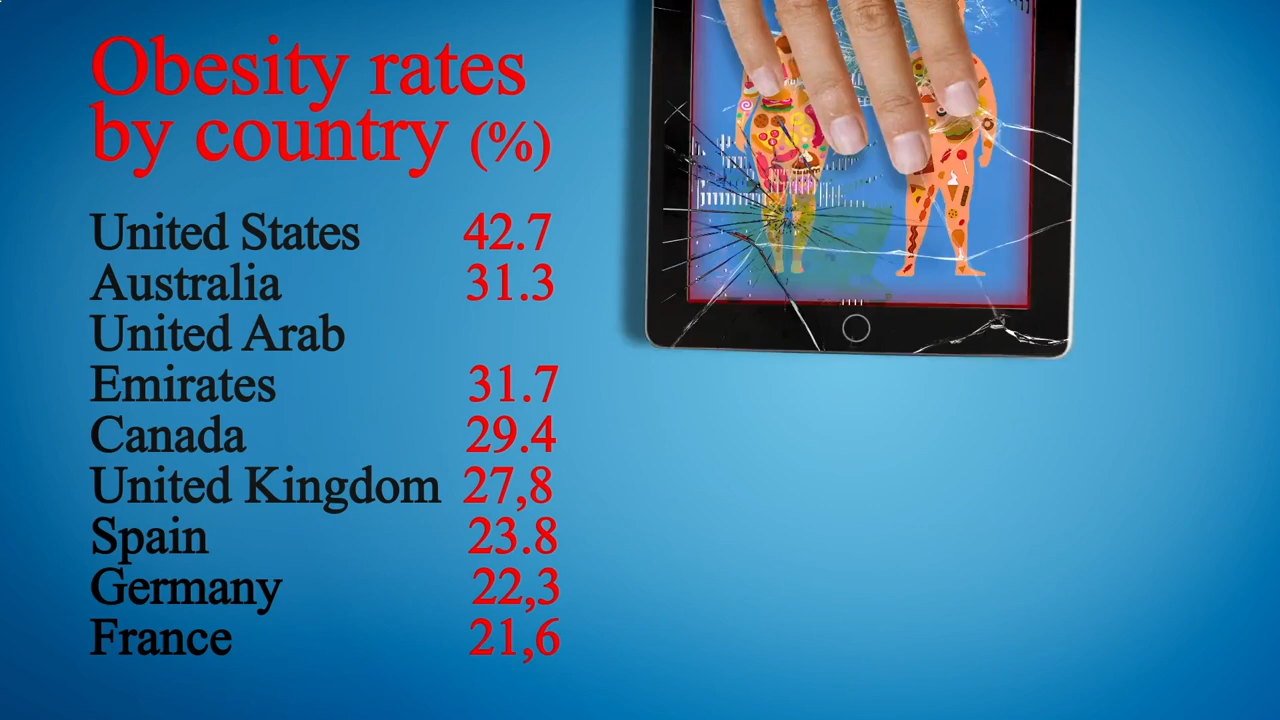 Obesity rates
by country (%)
United States 42.7
Australia 31.3
United Arab
Emirates 31.7
Canada 29.4
United Kingdom 27,8
Spain 23.8
Germany 22,3
France 21,6